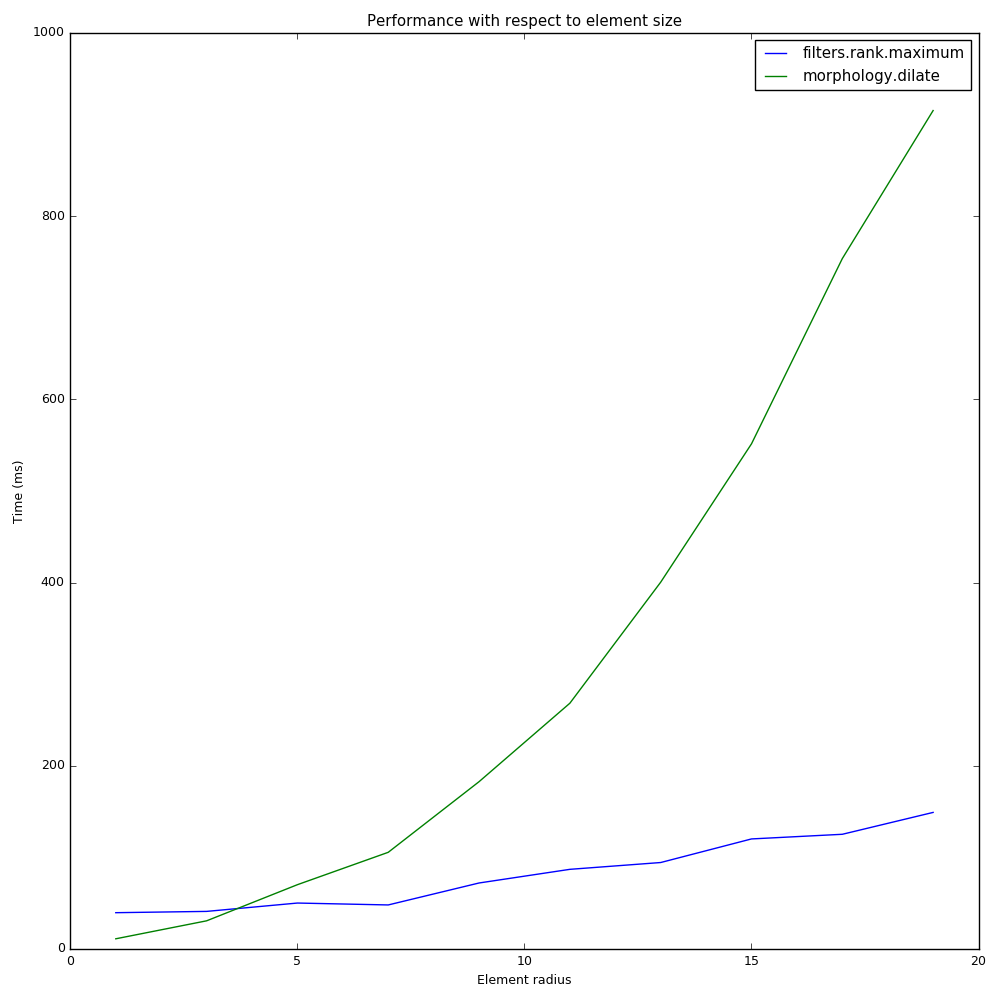 Performance with respect to element size
filters.rank.maximum
morphology.dilate
1000
800
600
400
200
0
Time (ms)
0 5 10 15 20
Element radius